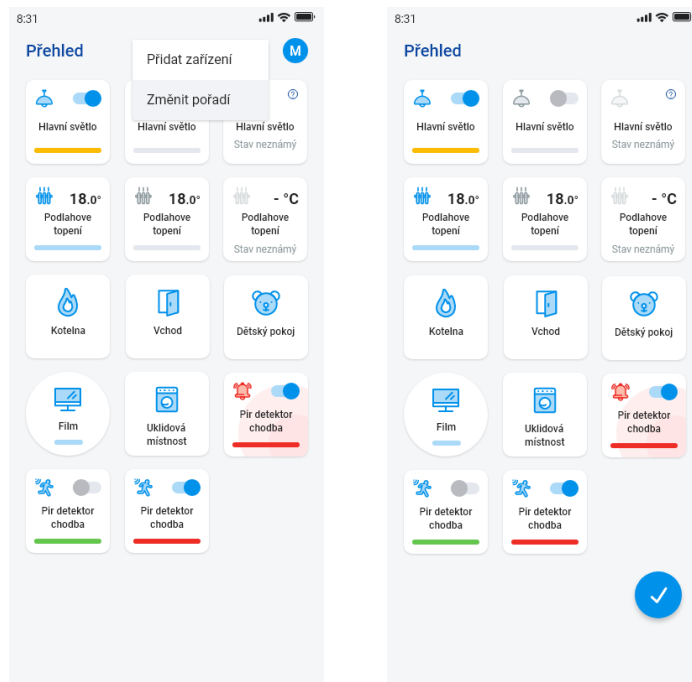 8:31
Přehled
Přidat zařízení
M
Změnit pořadí
Hlavní světlo
Hlavní světlo
Hlavní světlo
Stav neznámý
18.0°
18.0°
- °C
Podlahove
topení
Podlahove
topení
Podlahove
topení
Stav neznámý
Kotelna
Vchod
Dětský pokoj
Film
Uklidová
místnost
Pir detektor
chodba
Pir detektor
chodba
Pir detektor
chodba
8:31
Přehled
Hlavní světlo
Hlavní světlo
Hlavní světlo
Stav neznámý
18.0°
18.0°
- °C
Podlahove
topení
Podlahove
topení
Podlahove
topení
Stav neznámý
Kotelna
Vchod
Dětský pokoj
Film
Uklidová
místnost
Pir detektor
chodba
Pir detektor
chodba
Pir detektor
chodba